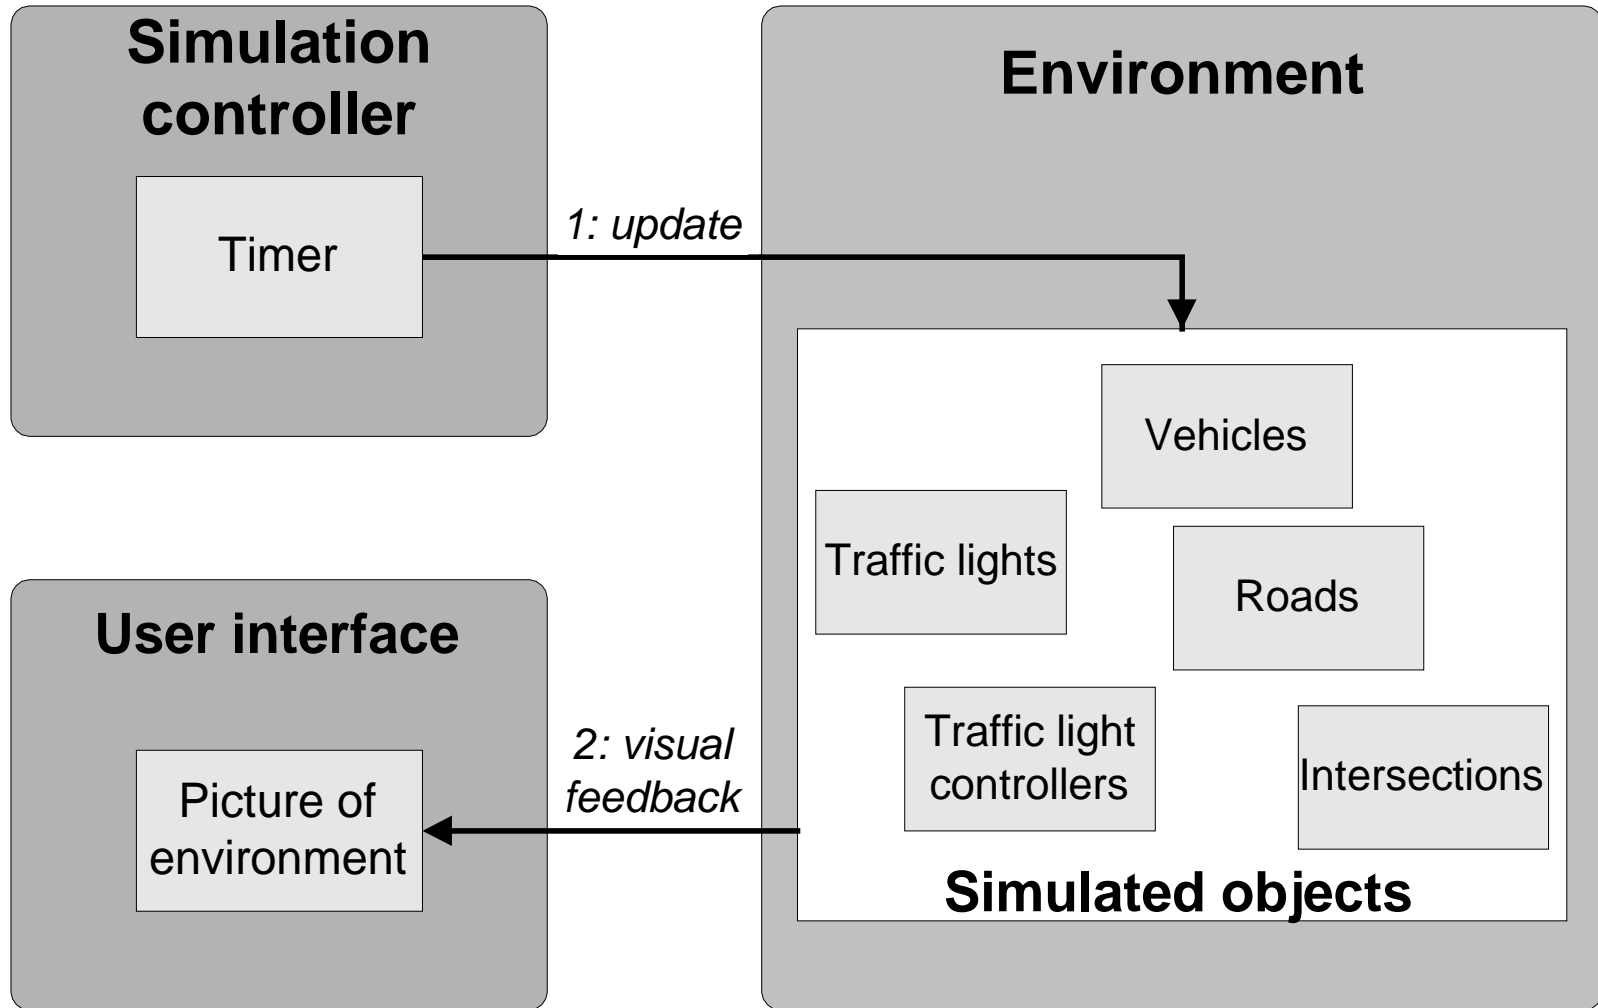 Simulation
controller
Timer
1: update
Environment
Vehicles
Traffic lights
Roads
Traffic light
controllers
Intersections
Simulated objects
2: visual
feedback
User interface
Picture of
environment